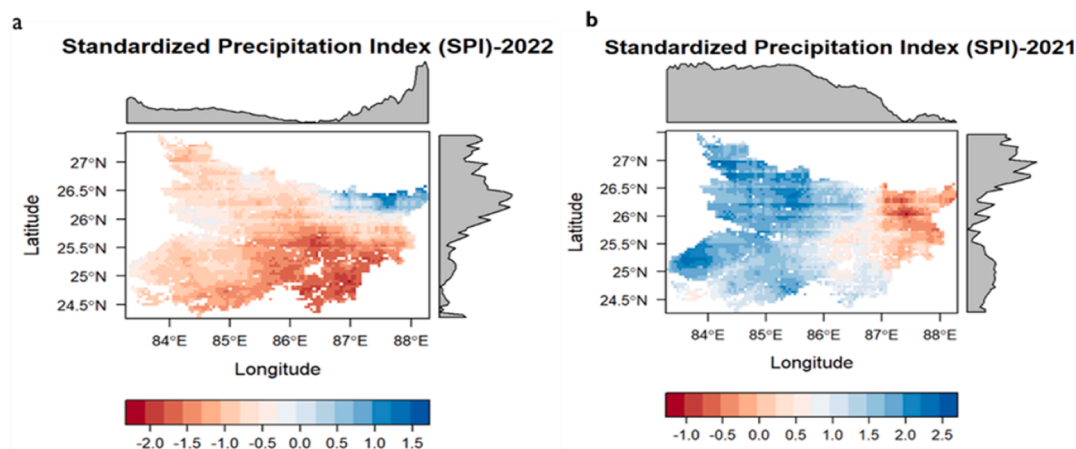 a
Standardized Precipitation Index (SPI)-2022
27°N
26.5°N
26°N
25.5°N
25°N
24.5°N
Latitude
84°E 85°E 86°E 87°E 88°E
Longitude
-2.0 -1.5 -1.0 -0.5 0.0 0.5 1.0 1.5
b
Standardized Precipitation Index (SPI)-2021
27°N
26.5°N
26°N
25.5°N
25°N
24.5°N
Latitude
84°E 85°E 86°E 87°E 88°E
Longitude
-1.0 -0.5 0.0 0.5 1.0 1.5 2.0 2.5